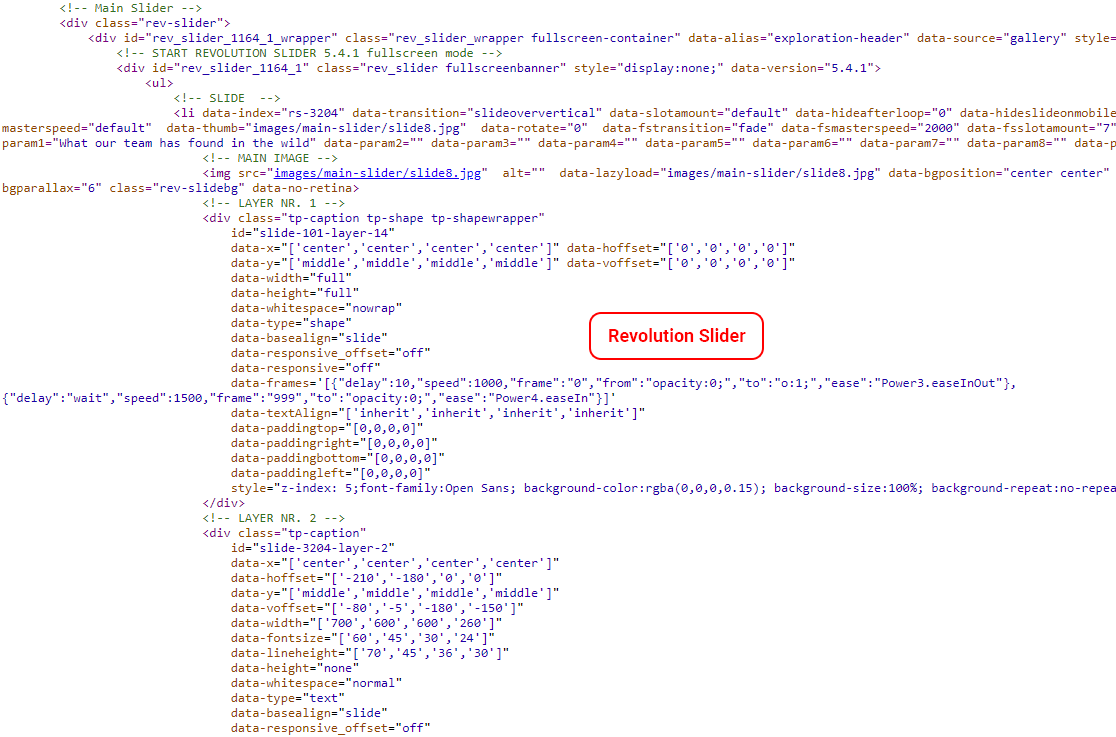 <!-- Main Slider -->
<div class="rev-slider">
<div id="rev_slider_1164_1_wrapper" class="rev_slider_wrapper fullscreen-container" data-alias="exploration-header" data-source="gallery" style=
<!-- START REVOLUTION SLIDER 5.4.1 fullscreen mode -->
<div id="rev_slider_1164_1" class="rev_slider fullscreenbanner" style="display:none;" data-version="5.4.1">
<ul>
<!-- SLIDE  -->
<li data-index="rs-3204" data-transition="slideoververtical" data-slotamount="default" data-hideafterloop="0" data-hideslideonmobile
masterspeed="default"  data-thumb="images/main-slider/slide8.jpg"  data-rotate="0"  data-fstransition="fade" data-fsmasterspeed="2000" data-fsslotamount="7"
param1="What our team has found in the wild" data-param2="" data-param3="" data-param4="" data-param5="" data-param6="" data-param7="" data-param8="" data-p
<!-- MAIN IMAGE -->
<img src="images/main-slider/slide8.jpg"  alt=""  data-lazyload="images/main-slider/slide8.jpg" data-bgposition="center center"
bgparallax="6" class="rev-slidebg" data-no-retina>
<!-- LAYER NR. 1 -->
<div class="tp-caption tp-shape tp-shapewrapper"
id="slide-101-layer-14"
data-x="['center','center','center','center']" data-hoffset="['0','0','0','0']"
data-y="['middle','middle','middle','middle']" data-voffset="['0','0','0','0']"
data-width="full"
data-height="full"
data-whitespace="nowrap"
data-type="shape"
data-basealign="slide"
data-responsive_offset="off"
data-responsive="off"
Revolution Slider
data-frames='[{"delay":10,"speed":1000,"frame":"0","from":"opacity:0;","to":"o:1;","ease":"Power3.easeInOut"},
{"delay":"wait","speed":1500,"frame":"999","to":"opacity:0;","ease":"Power4.easeIn"}]'
data-textAlign="['inherit','inherit','inherit','inherit']"
data-paddingtop="[0,0,0,0]"
data-paddingright="[0,0,0,0]"
data-paddingbottom="[0,0,0,0]"
data-paddingleft="[0,0,0,0]"
style="z-index: 5;font-family:Open Sans; background-color:rgba(0,0,0,0.15); background-size:100%; background-repeat:no-repea
</div>
<!-- LAYER NR. 2 -->
<div class="tp-caption"
id="slide-3204-layer-2"
data-x="['center','center','center','center']"
data-hoffset="['-210','-180','0','0']"
data-y="['middle','middle','middle','middle']"
data-voffset="['-80','-5','-180','-150']"
data-width="['700','600','600','260']"
data-fontsize="['60','45','30','24']"
data-lineheight="['70','45','36','30']"
data-height="none"
data-whitespace="normal"
data-type="text"
data-basealign="slide"
data-responsive_offset="off"